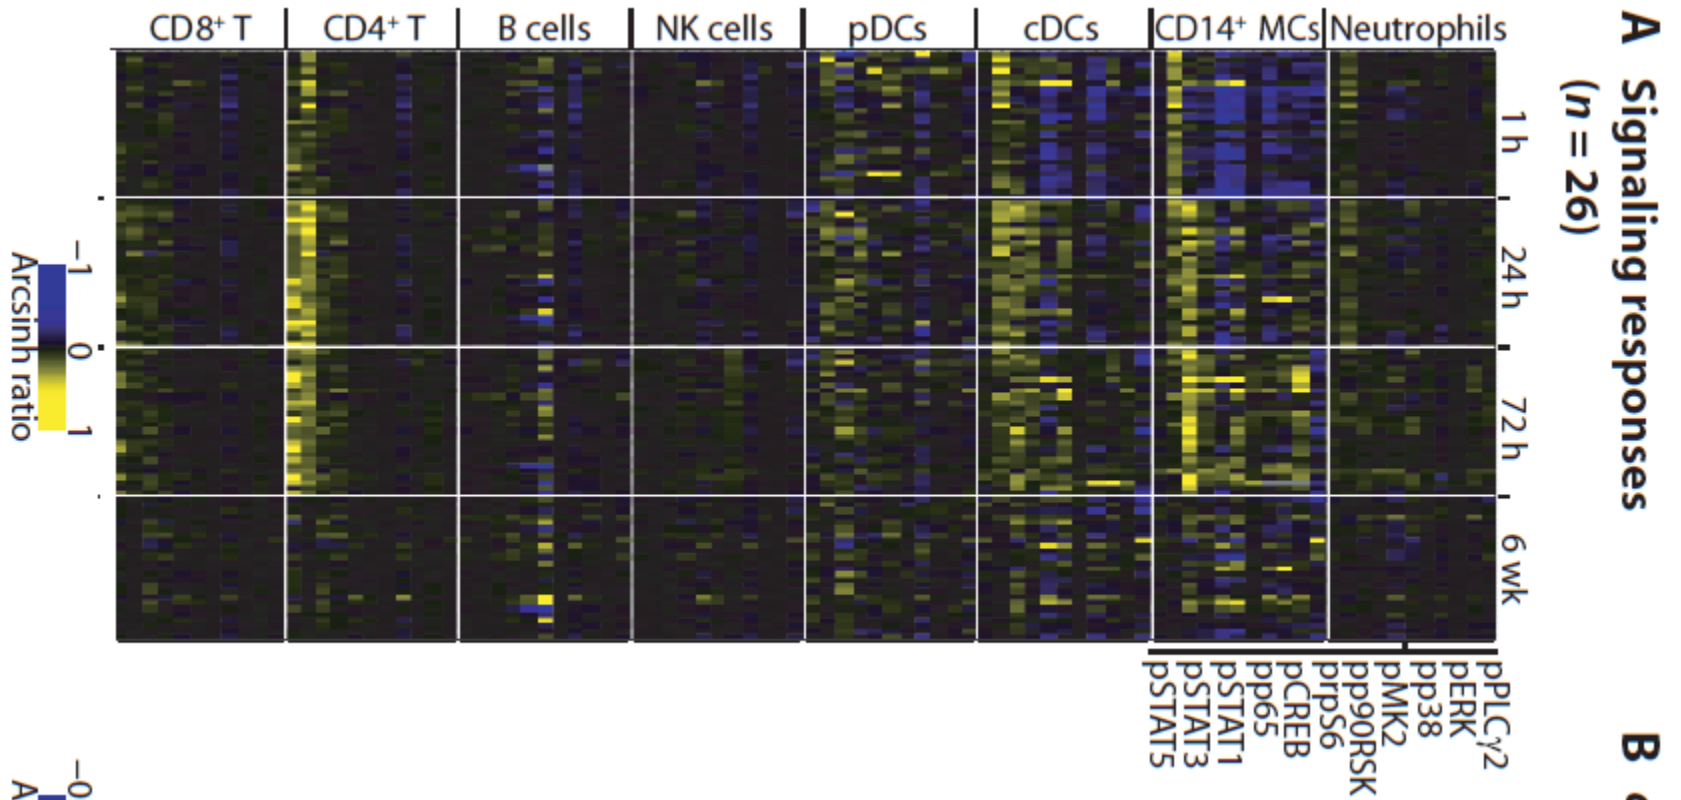 CD8⁺ T
CD4⁺ T
B cells
NK cells
pDCs
cDCs
CD14⁺ MCs
Neutrophils
A Signaling responses
(n = 26)
1 h
24 h
72 h
6 wk
pSTAT5
pSTAT3
pSTAT1
pp65
pCREB
prpS6
pp90RSK
pMK2
pp38
pERK
pPLCγ2
−1
0
1
Arcsinh ratio
B
−0
A